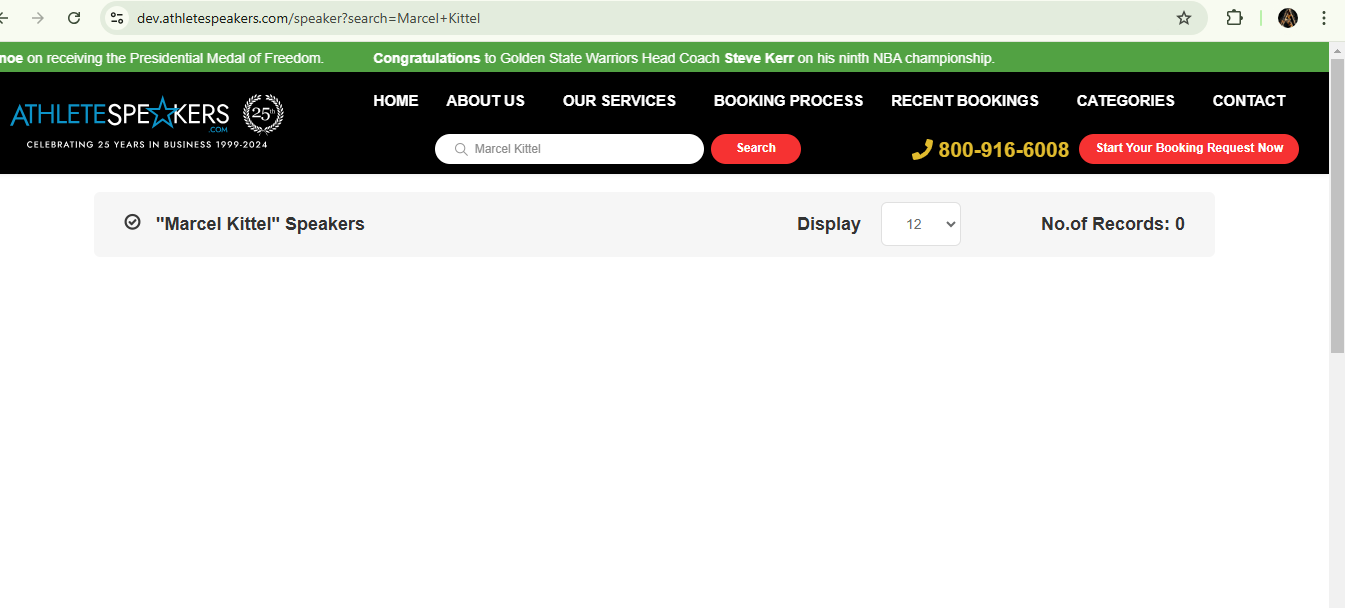 dev.athletespeakers.com/speaker?search=Marcel+Kittel
noe on receiving the Presidential Medal of Freedom. Congratulations to Golden State Warriors Head Coach Steve Kerr on his ninth NBA championship.
ATHLETESPEAKERS
.COM
25th
CELEBRATING 25 YEARS IN BUSINESS 1999-2024
HOME ABOUT US OUR SERVICES BOOKING PROCESS RECENT BOOKINGS CATEGORIES CONTACT
Marcel Kittel Search 800-916-6008 Start Your Booking Request Now
"Marcel Kittel" Speakers Display 12 No.of Records: 0